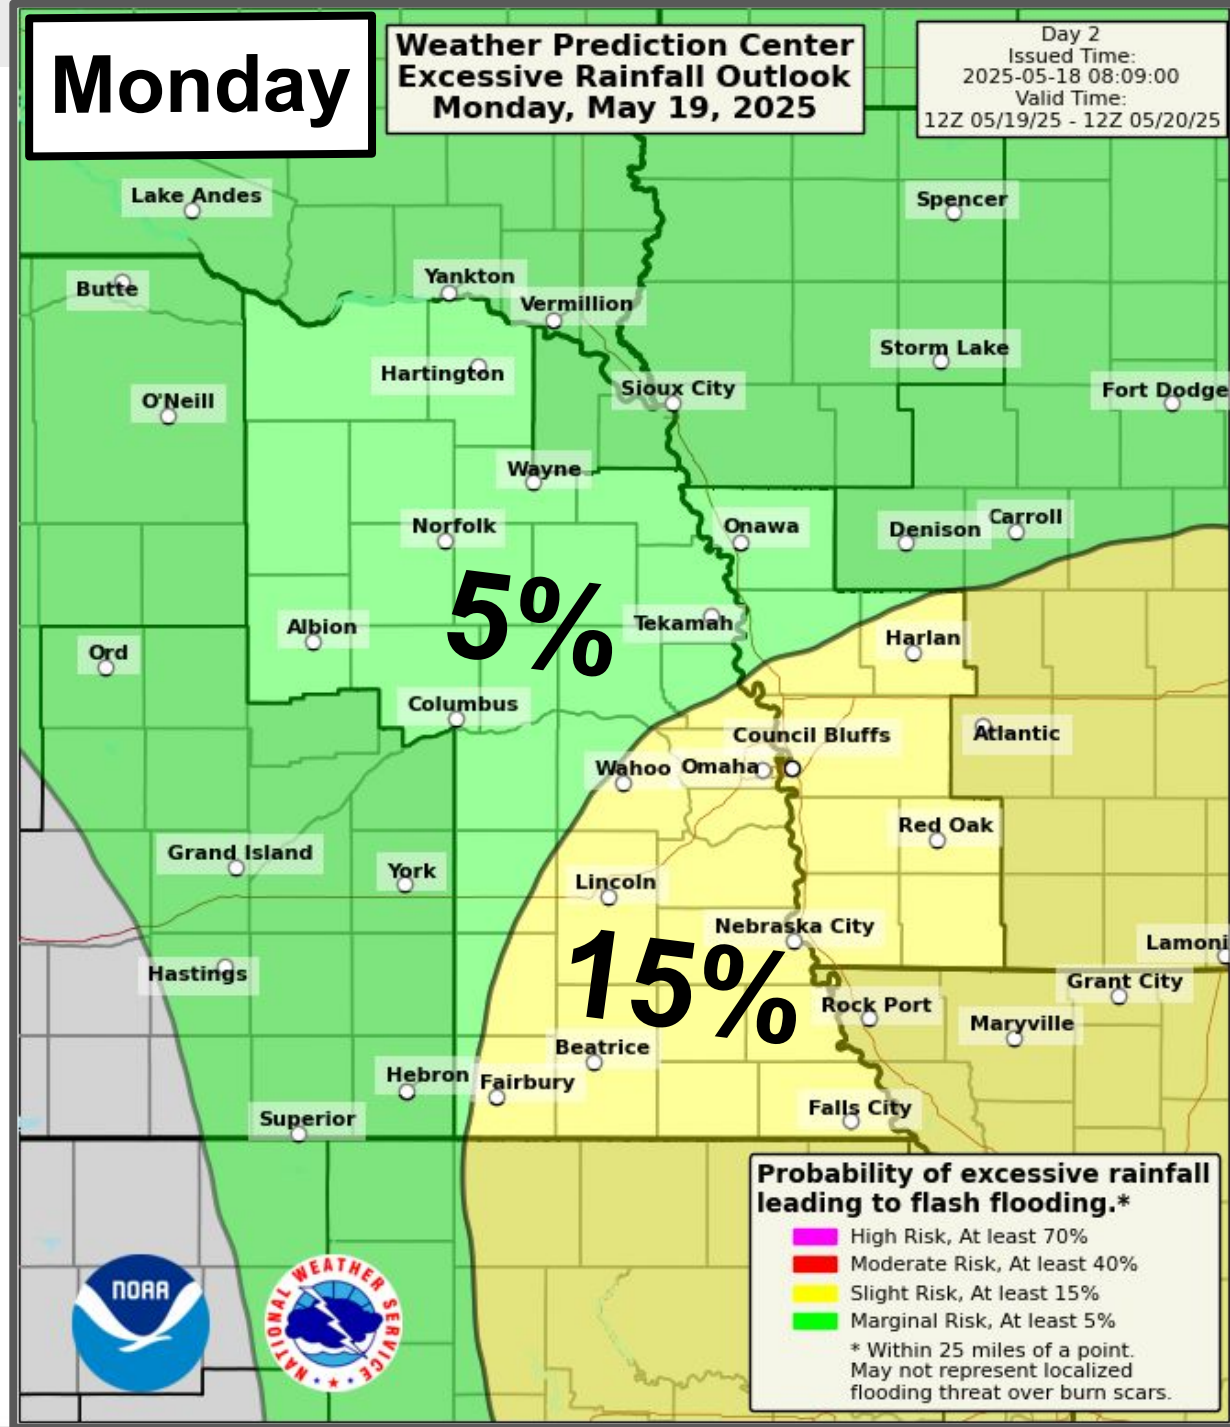 Monday
Weather Prediction Center
Excessive Rainfall Outlook
Monday, May 19, 2025
Day 2
Issued Time:
2025-05-18 08:09:00
Valid Time:
12Z 05/19/25 - 12Z 05/20/25
Lake Andes
Spencer
Butte
Yankton
Vermillion
Storm Lake
Hartington
Sioux City
Fort Dodge
O'Neill
Wayne
Norfolk
Onawa
Denison
Carroll
5%
Albion
Tekamah
Harlan
Ord
Columbus
Council Bluffs
Atlantic
Wahoo
Omaha
Red Oak
Grand Island
York
Lincoln
Nebraska City
Lamoni
15%
Hastings
Grant City
Rock Port
Maryville
Beatrice
Hebron
Fairbury
Falls City
Superior
Probability of excessive rainfall
leading to flash flooding.*
High Risk, At least 70%
Moderate Risk, At least 40%
Slight Risk, At least 15%
Marginal Risk, At least 5%
* Within 25 miles of a point.
May not represent localized
flooding threat over burn scars.
NOAA
NATIONAL WEATHER SERVICE